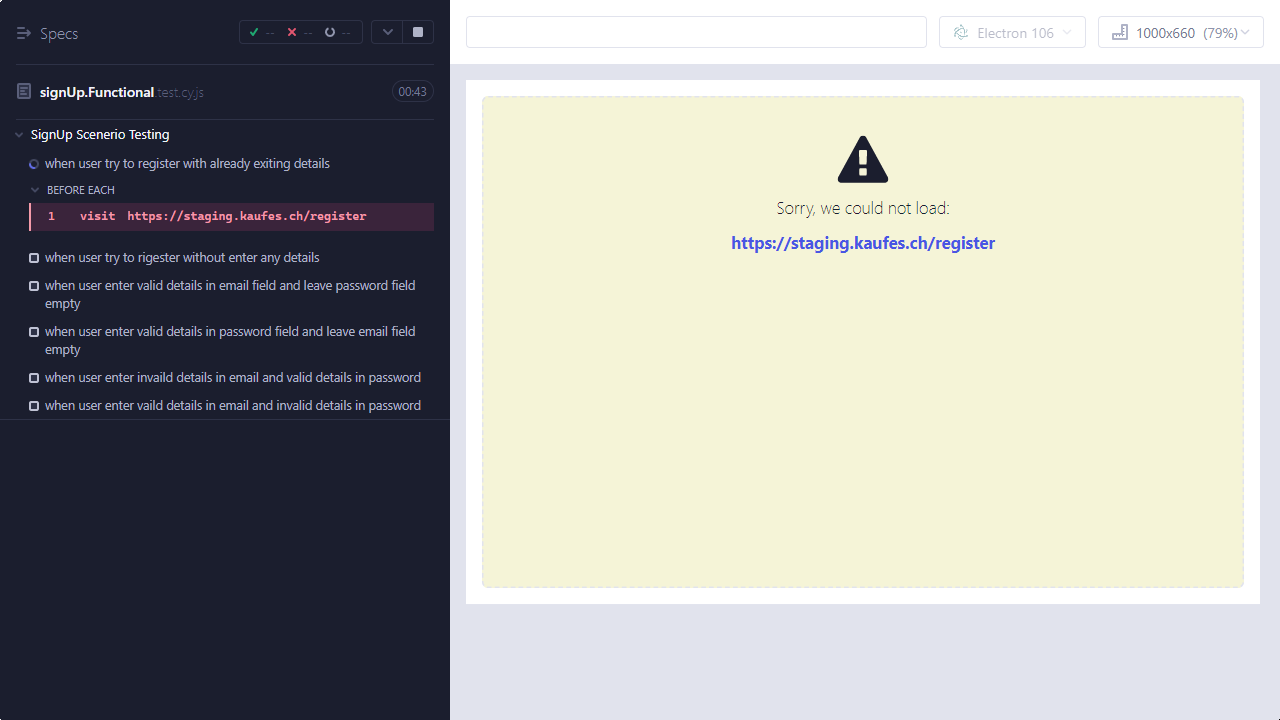 Specs
-- -- --
signUp.Functional.test.cy.js 00:43
SignUp Scenerio Testing
when user try to register with already exiting details
BEFORE EACH
1 visit https://staging.kaufes.ch/register
when user try to rigester without enter any details
when user enter valid details in email field and leave password field
empty
when user enter valid details in password field and leave email field
empty
when user enter invaild details in email and valid details in password
when user enter vaild details in email and invalid details in password
Electron 106
1000x660 (79%)
Sorry, we could not load:
https://staging.kaufes.ch/register